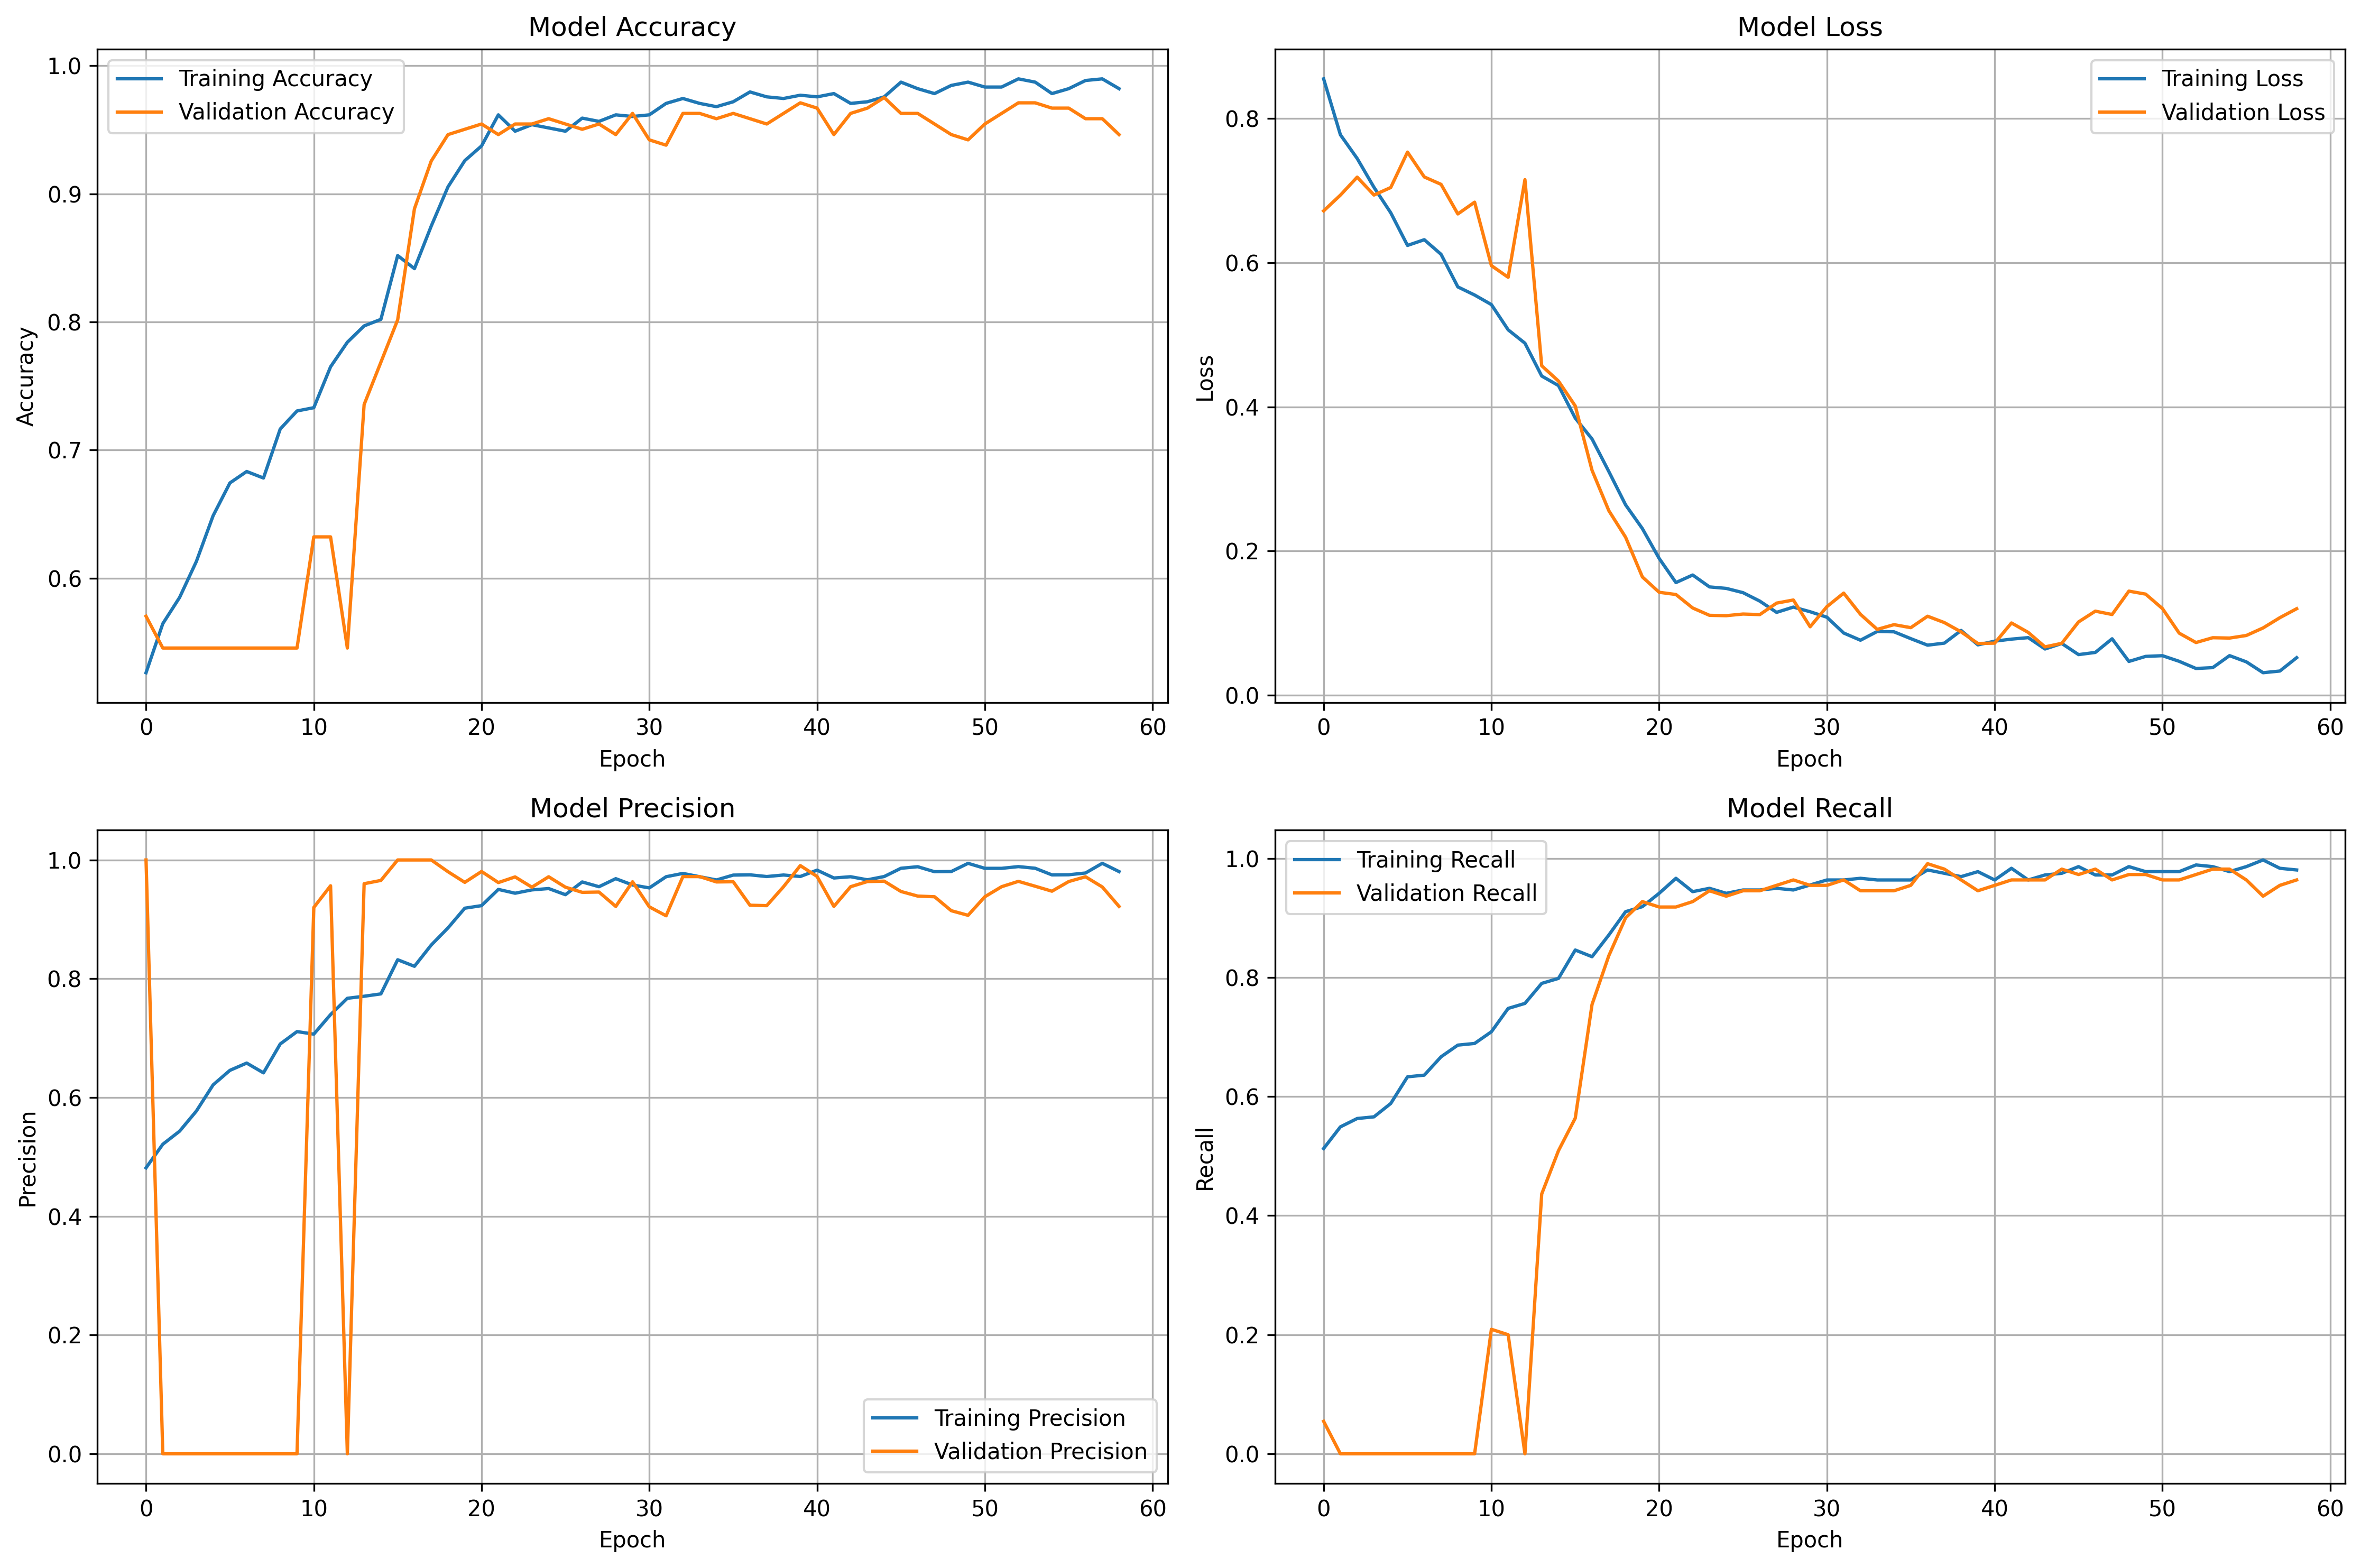 Model Accuracy
Training Accuracy
Validation Accuracy
1.0
0.9
0.8
0.7
0.6
Accuracy
0 10 20 30 40 50 60
Epoch
Model Loss
Training Loss
Validation Loss
0.8
0.6
0.4
0.2
0.0
Loss
0 10 20 30 40 50 60
Epoch
Model Precision
1.0
0.8
0.6
0.4
0.2
0.0
Precision
Training Precision
Validation Precision
0 10 20 30 40 50 60
Epoch
Model Recall
Training Recall
Validation Recall
1.0
0.8
0.6
0.4
0.2
0.0
Recall
0 10 20 30 40 50 60
Epoch